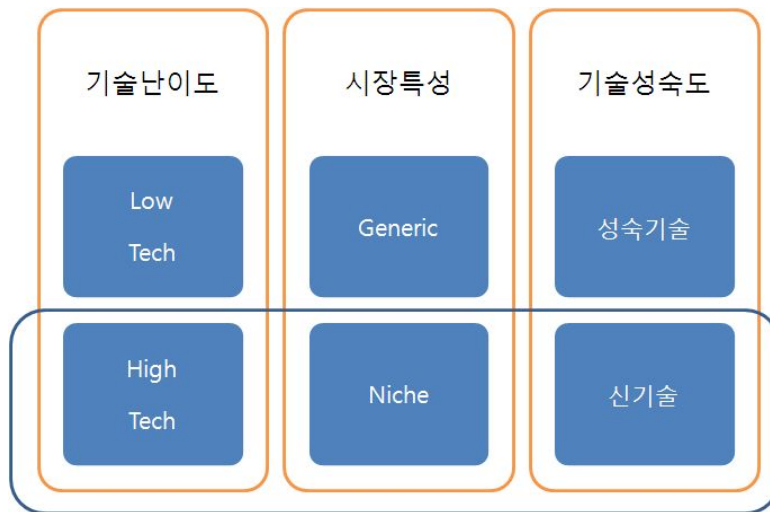 기술난이도
시장특성
기술성숙도
Low
Tech
Generic
성숙기술
High
Tech
Niche
신기술